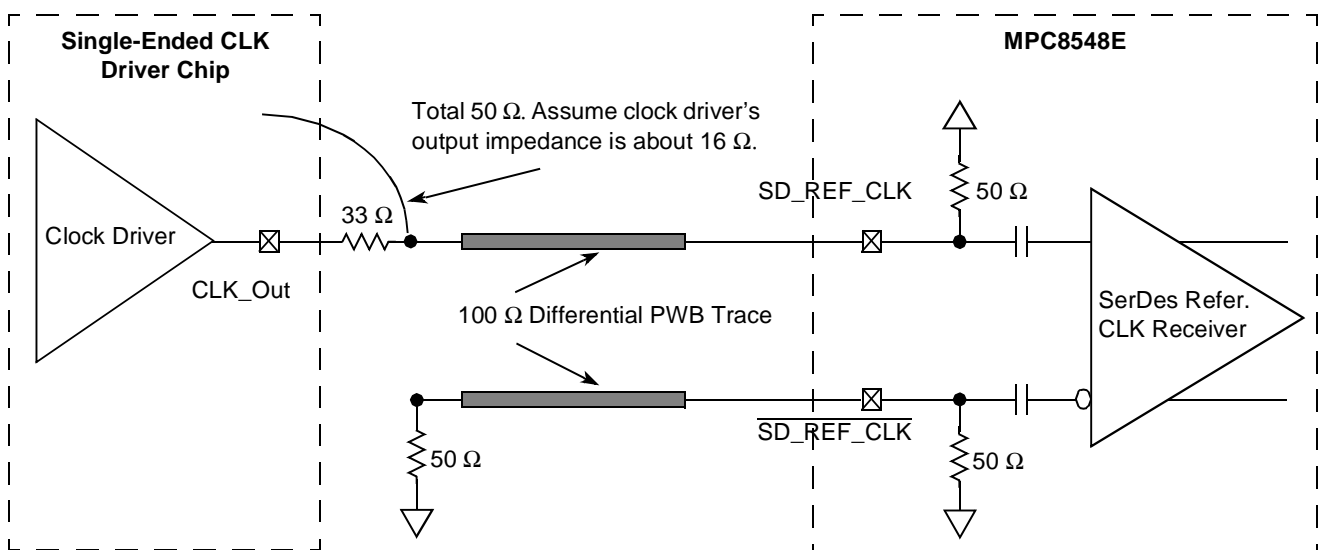 Single-Ended CLK
Driver Chip
MPC8548E
Total 50 Ω. Assume clock driver's
output impedance is about 16 Ω.
SD_REF_CLK
50 Ω
33 Ω
Clock Driver
CLK_Out
100 Ω Differential PWB Trace
SerDes Refer.
CLK Receiver
SD_REF_CLK
50 Ω
50 Ω